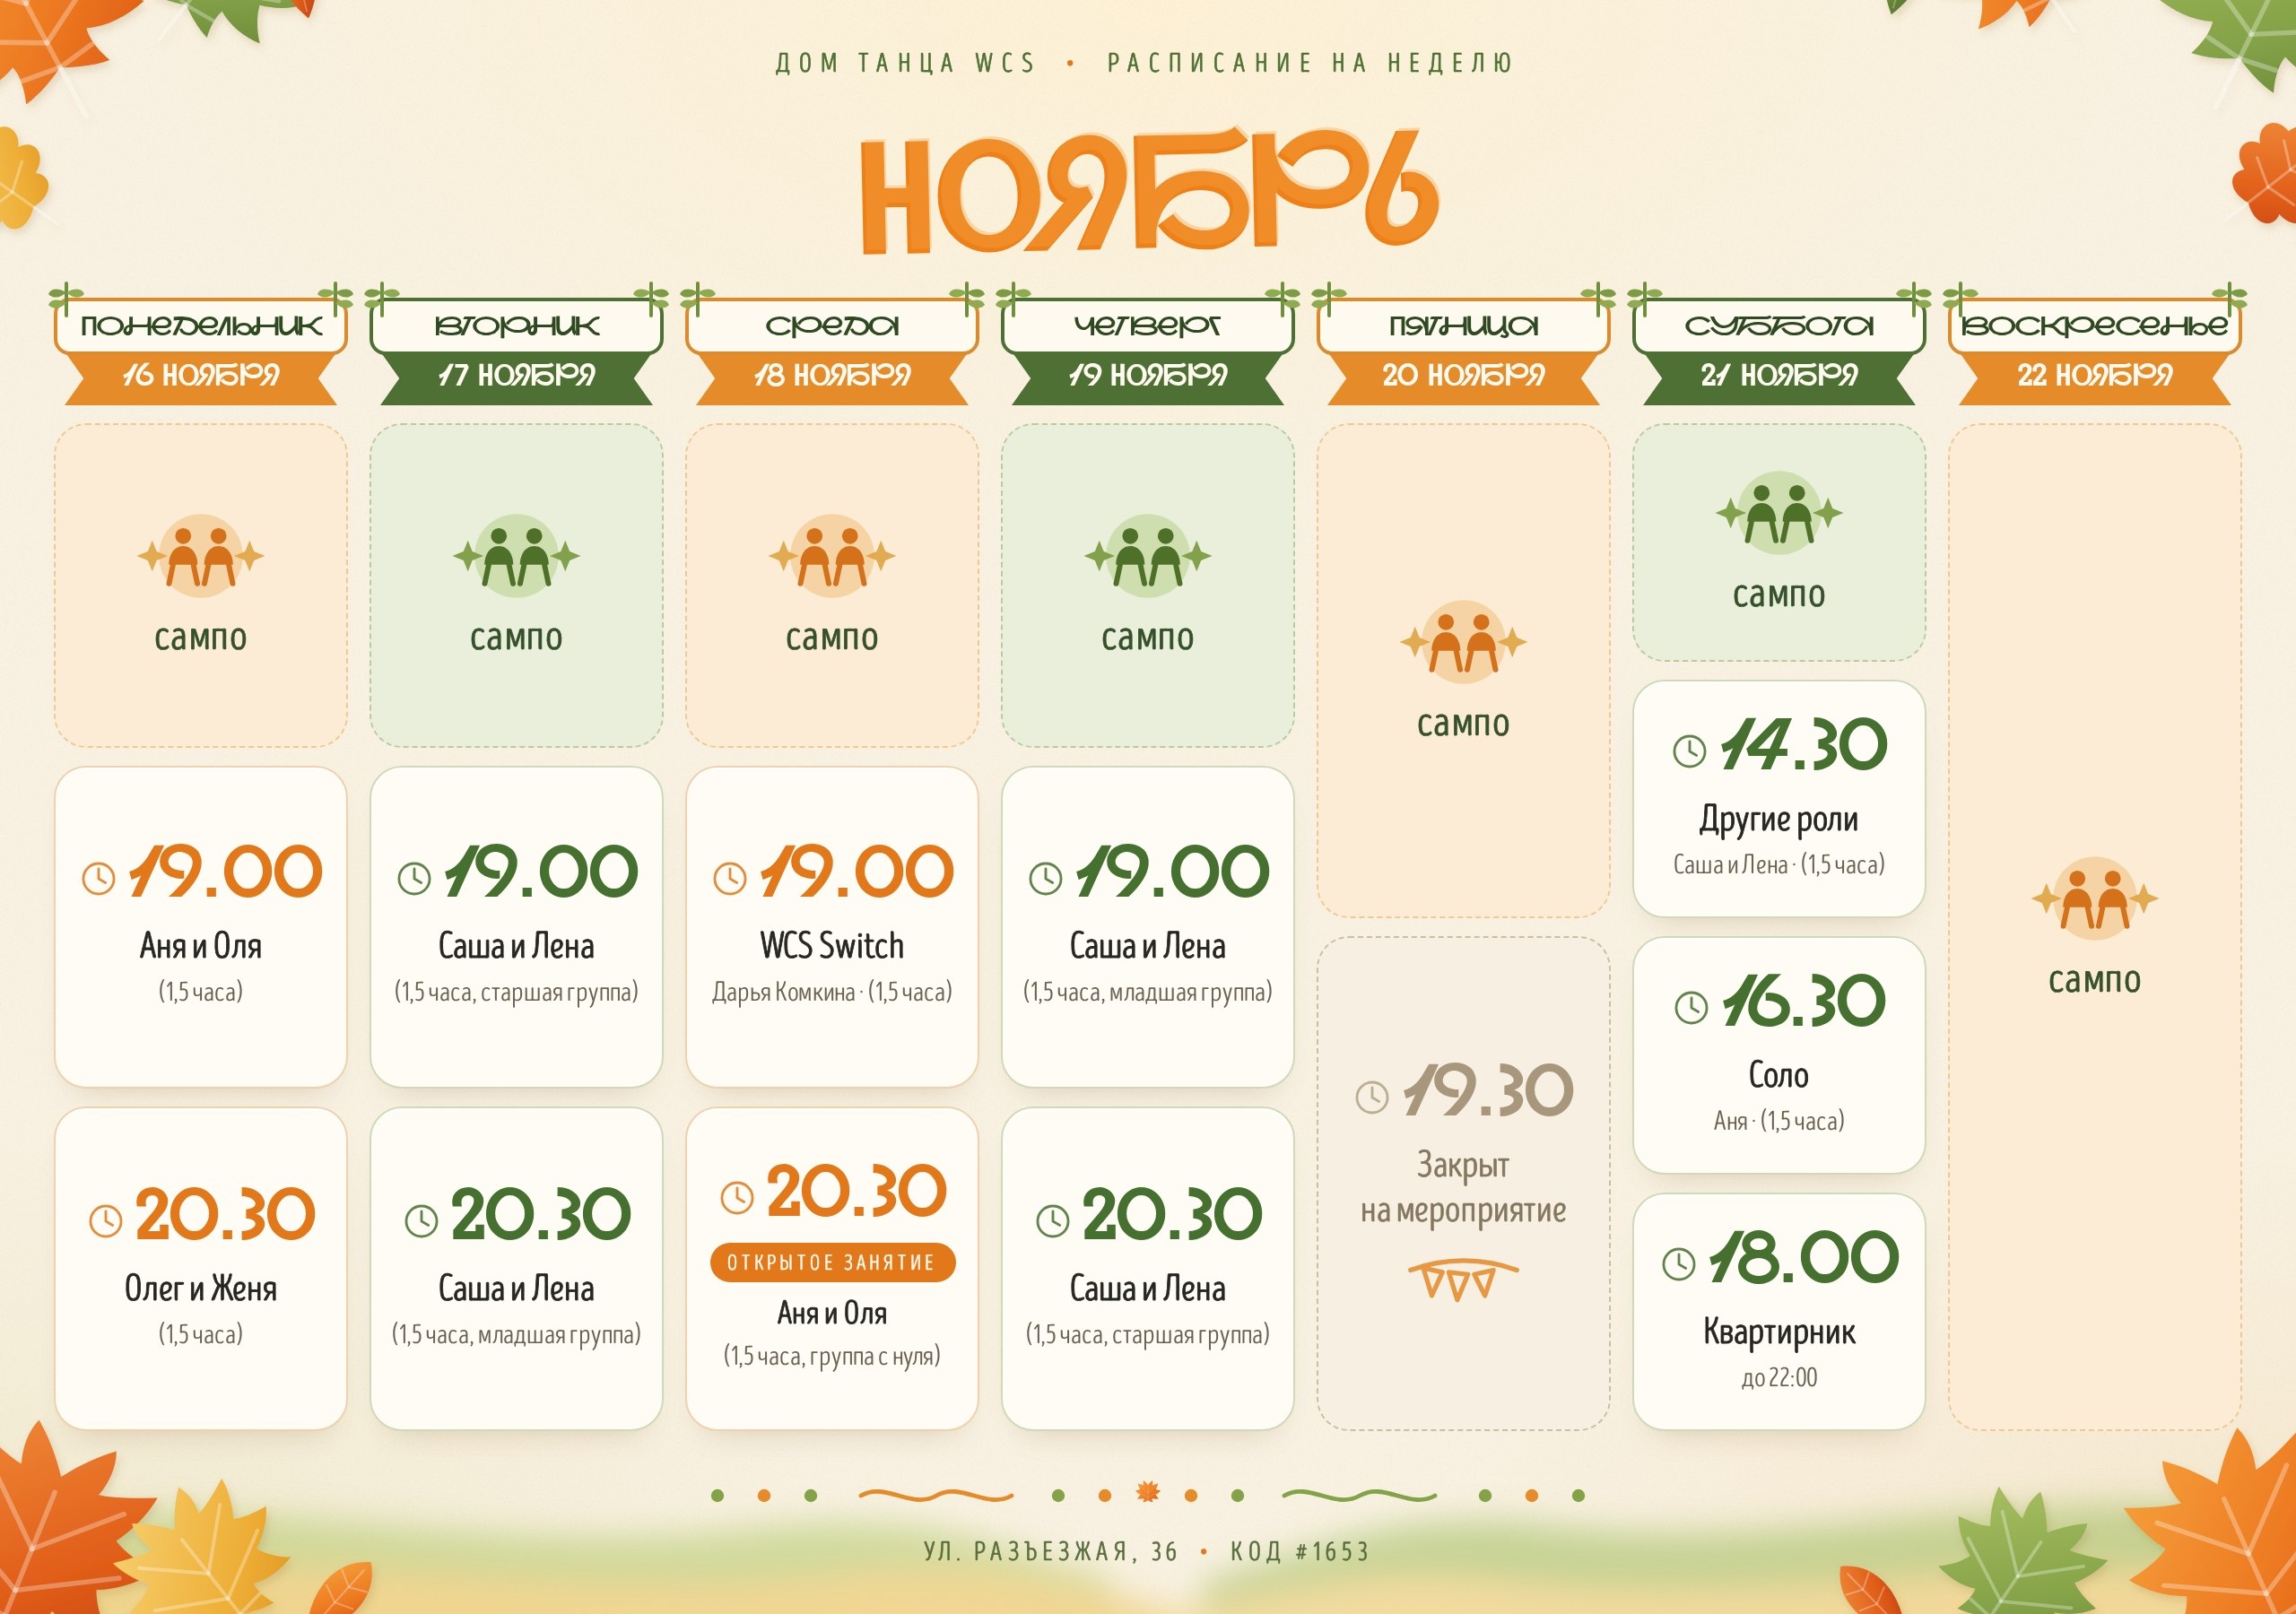 ДОМ ТАНЦА WCS • РАСПИСАНИЕ НА НЕДЕЛЮ
НОЯБРЬ
ПОНЕДЕЛЬНИК
16 НОЯБРЯ
сампо
19.00
Аня и Оля
(1,5 часа)
20.30
Олег и Женя
(1,5 часа)
ВТОРНИК
17 НОЯБРЯ
сампо
19.00
Саша и Лена
(1,5 часа, старшая группа)
20.30
Саша и Лена
(1,5 часа, младшая группа)
СРЕДА
18 НОЯБРЯ
сампо
19.00
WCS Switch
Дарья Комкина · (1,5 часа)
20.30
ОТКРЫТОЕ ЗАНЯТИЕ
Аня и Оля
(1,5 часа, группа с нуля)
ЧЕТВЕРГ
19 НОЯБРЯ
сампо
19.00
Саша и Лена
(1,5 часа, младшая группа)
20.30
Саша и Лена
(1,5 часа, старшая группа)
ПЯТНИЦА
20 НОЯБРЯ
сампо
19.30
Закрыт
на мероприятие
СУББОТА
21 НОЯБРЯ
сампо
14.30
Другие роли
Саша и Лена · (1,5 часа)
16.30
Соло
Аня · (1,5 часа)
18.00
Квартирник
до 22:00
ВОСКРЕСЕНЬЕ
22 НОЯБРЯ
сампо
УЛ. РАЗЪЕЗЖАЯ, 36 • КОД #1653